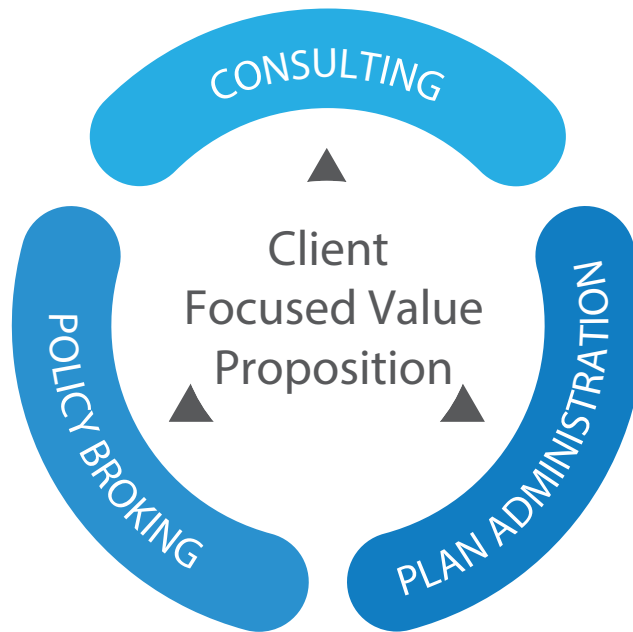 CONSULTING
Client
Focused Value
Proposition
POLICY BROKING
PLAN ADMINISTRATION